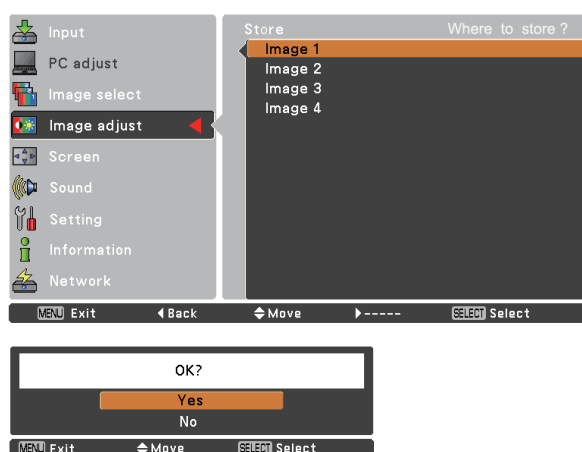 Input
PC adjust
Image select
Image adjust
Screen
Sound
Setting
Information
Network
Store Where to store ?
Image 1
Image 2
Image 3
Image 4
MENU Exit Back Move ----- SELECT Select
OK?
Yes
No
MENU Exit Move SELECT Select